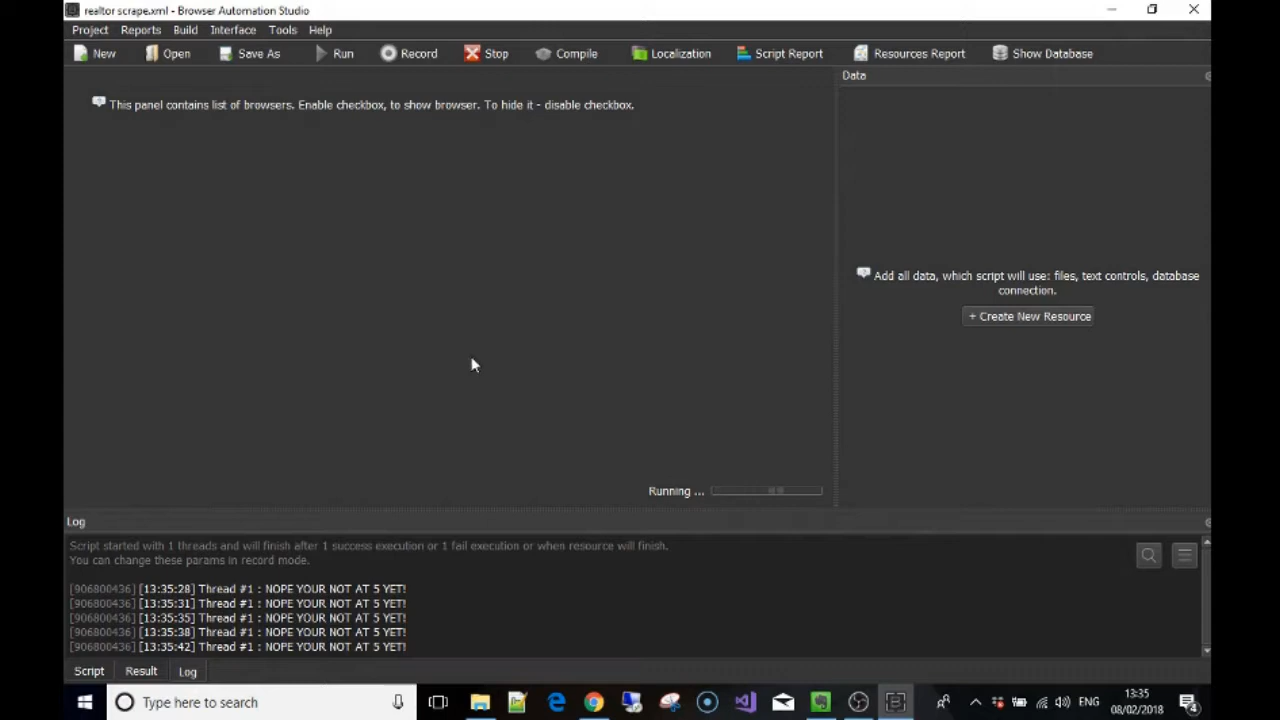 realtor scrape.xml - Browser Automation Studio
Project Reports Build Interface Tools Help
New Open Save As Run Record Stop Compile Localization Script Report Resources Report Show Database
Data
This panel contains list of browsers. Enable checkbox, to show browser. To hide it - disable checkbox.
Add all data, which script will use: files, text controls, database
connection.
+ Create New Resource
Running ...
Log
Script started with 1 threads and will finish after 1 success execution or 1 fail execution or when resource will finish.
You can change these params in record mode.
[906800436] [13:35:28] Thread #1 : NOPE YOUR NOT AT 5 YET!
[906800436] [13:35:31] Thread #1 : NOPE YOUR NOT AT 5 YET!
[906800436] [13:35:35] Thread #1 : NOPE YOUR NOT AT 5 YET!
[906800436] [13:35:38] Thread #1 : NOPE YOUR NOT AT 5 YET!
[906800436] [13:35:42] Thread #1 : NOPE YOUR NOT AT 5 YET!
Script Result Log
Type here to search
ENG
13:35
08/02/2018
4